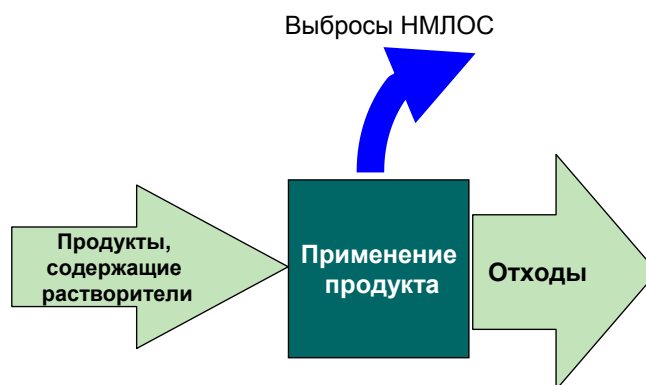 Выбросы НМЛОС
Продукты,
содержащие
растворители
Применение
продукта
Отходы